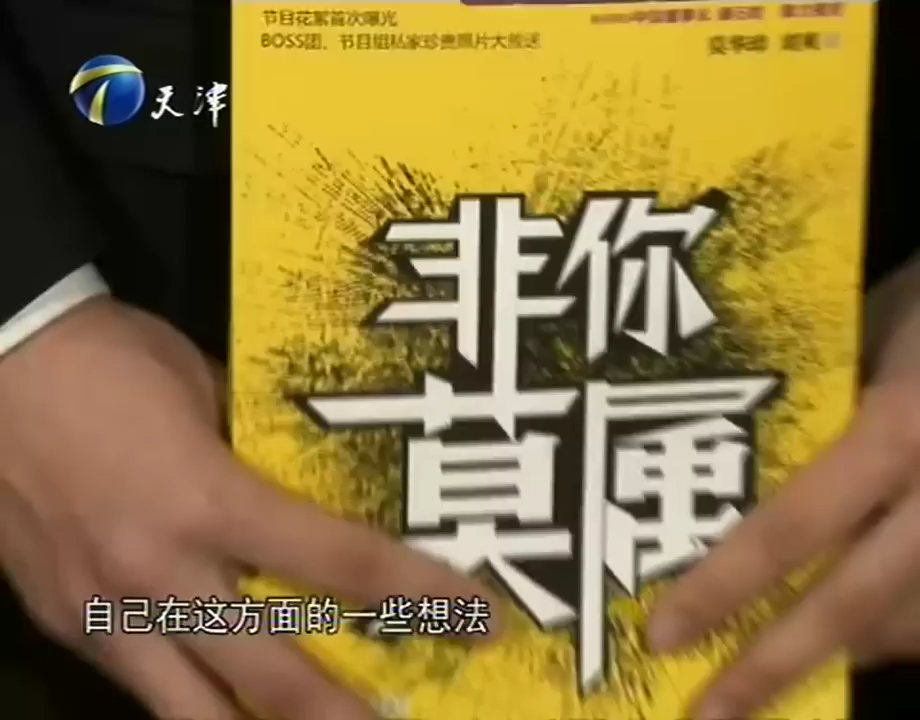 节目花絮首次曝光
BOSS团、节目组私家珍贵照片大放送
天津
非你
莫属
自己在这方面的一些想法